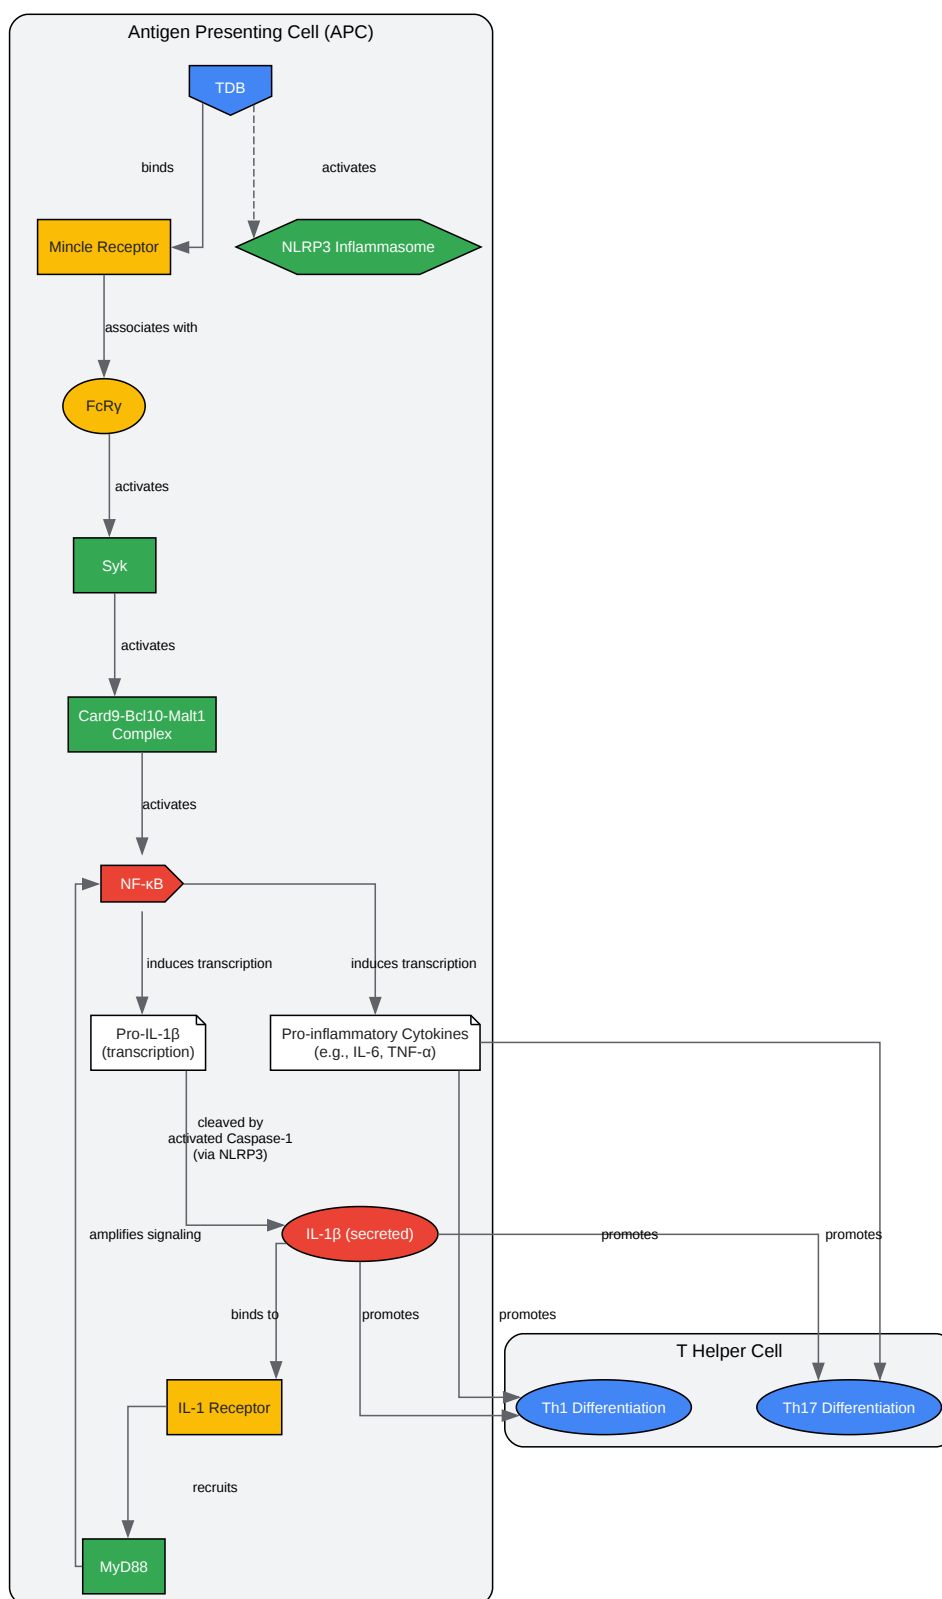 Antigen Presenting Cell (APC)
TDB
binds
activates
Mincle Receptor
NLRP3 Inflammasome
associates with
FcRγ
activates
Syk
activates
Card9-Bcl10-Malt1
Complex
activates
NF-κB
induces transcription
induces transcription
Pro-IL-1β
(transcription)
Pro-inflammatory Cytokines
(e.g., IL-6, TNF-α)
cleaved by
activated Caspase-1
(via NLRP3)
amplifies signaling
IL-1β (secreted)
promotes
promotes
binds to
promotes
promotes
T Helper Cell
IL-1 Receptor
Th1 Differentiation
Th17 Differentiation
recruits
MyD88